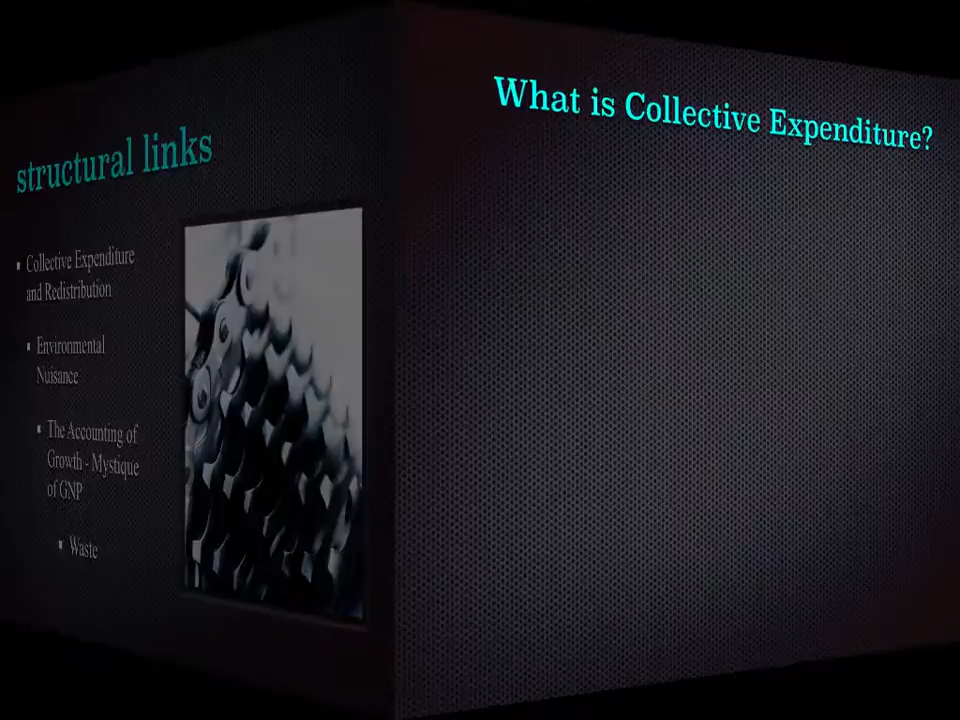 structural links
Collective Expenditure
and Redistribution
Environmental
Nuisance
The Accounting of
Growth - Mystique
of GNP
Waste
What is Collective Expenditure?